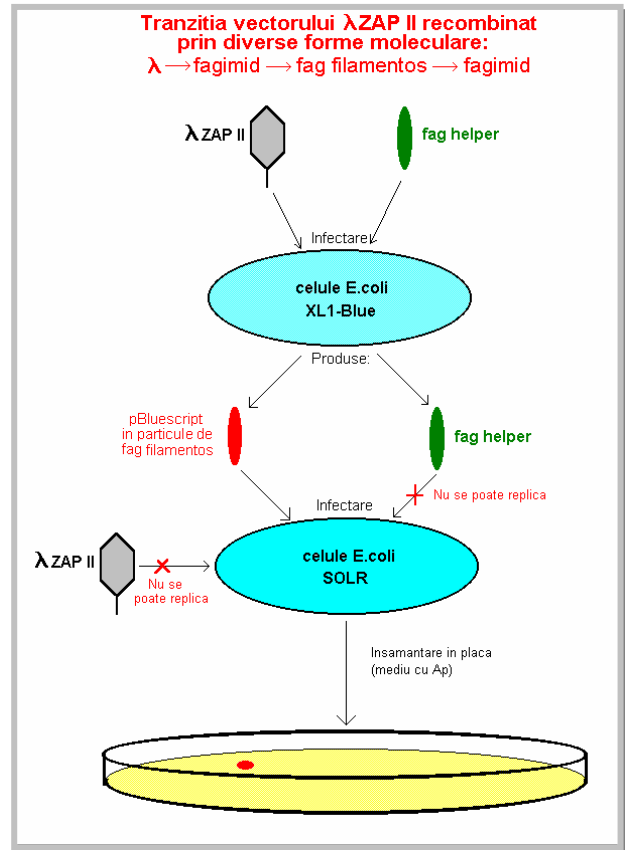 Tranzitia vectorului λZAP II recombinat
prin diverse forme moleculare:
λ → fagimid → fag filamentos → fagimid
λ ZAP II
fag helper
Infectare
celule E.coli
XL1-Blue
Produse:
pBluescript
in particule de
fag filamentos
fag helper
Nu se poate replica
Infectare
λ ZAP II
celule E.coli
SOLR
Nu se
poate replica
Insamantare in placa
(mediu cu Ap)